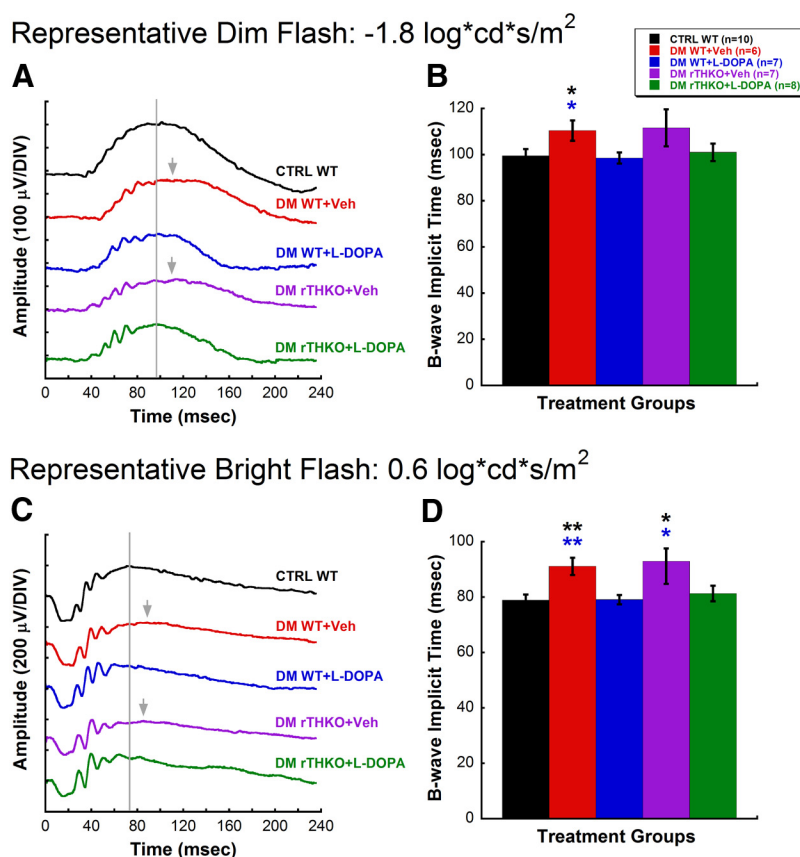 Representative Dim Flash: -1.8 log*cd*s/m²
A
Amplitude (100 µV/DIV)
CTRL WT
DM WT+Veh
DM WT+L-DOPA
DM rTHKO+Veh
DM rTHKO+L-DOPA
0 40 80 120 160 200 240
Time (msec)
B
CTRL WT (n=10)
DM WT+Veh (n=6)
DM WT+L-DOPA (n=7)
DM rTHKO+Veh (n=7)
DM rTHKO+L-DOPA (n=8)
B-wave Implicit Time (msec)
120
100
80
60
40
20
0
*
*
Treatment Groups
Representative Bright Flash: 0.6 log*cd*s/m²
C
Amplitude (200 µV/DIV)
CTRL WT
DM WT+Veh
DM WT+L-DOPA
DM rTHKO+Veh
DM rTHKO+L-DOPA
0 40 80 120 160 200 240
Time (msec)
D
B-wave Implicit Time (msec)
100
80
60
40
20
0
** *
** *
Treatment Groups